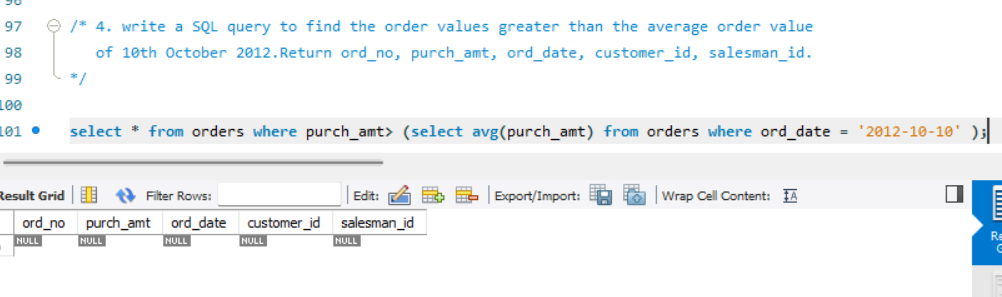 96
97 /* 4. write a SQL query to find the order values greater than the average order value
98 of 10th October 2012.Return ord_no, purch_amt, ord_date, customer_id, salesman_id.
99 */
100
101 select * from orders where purch_amt> (select avg(purch_amt) from orders where ord_date = '2012-10-10' );
Result Grid Filter Rows: Edit: Export/Import: Wrap Cell Content: IA
ord_no purch_amt ord_date customer_id salesman_id
NULL NULL NULL NULL NULL